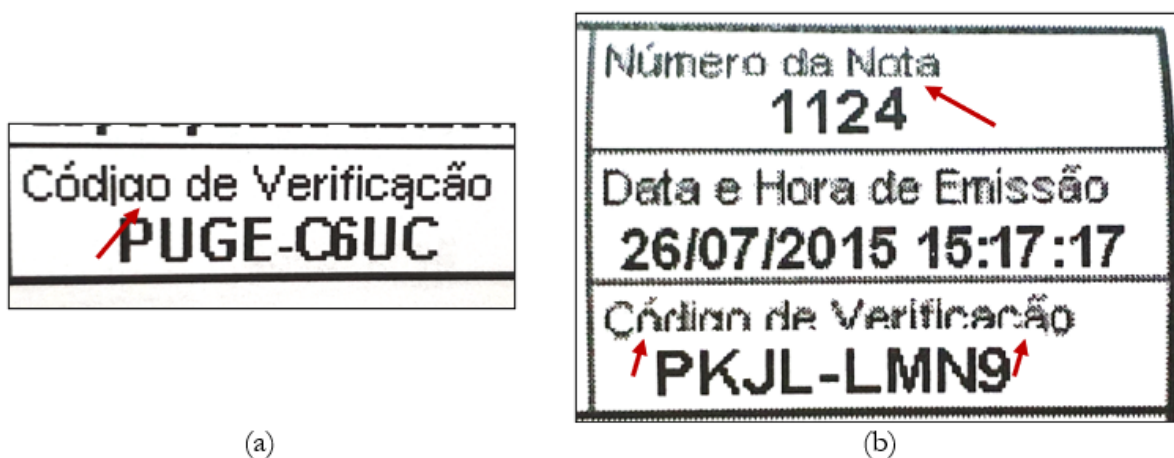 Código de Verificação
PUGE-C6UC
(a)
Número da Nota
1124
Data e Hora de Emissão
26/07/2015 15:17:17
Código de Verificação
PKJL-LMN9
(b)